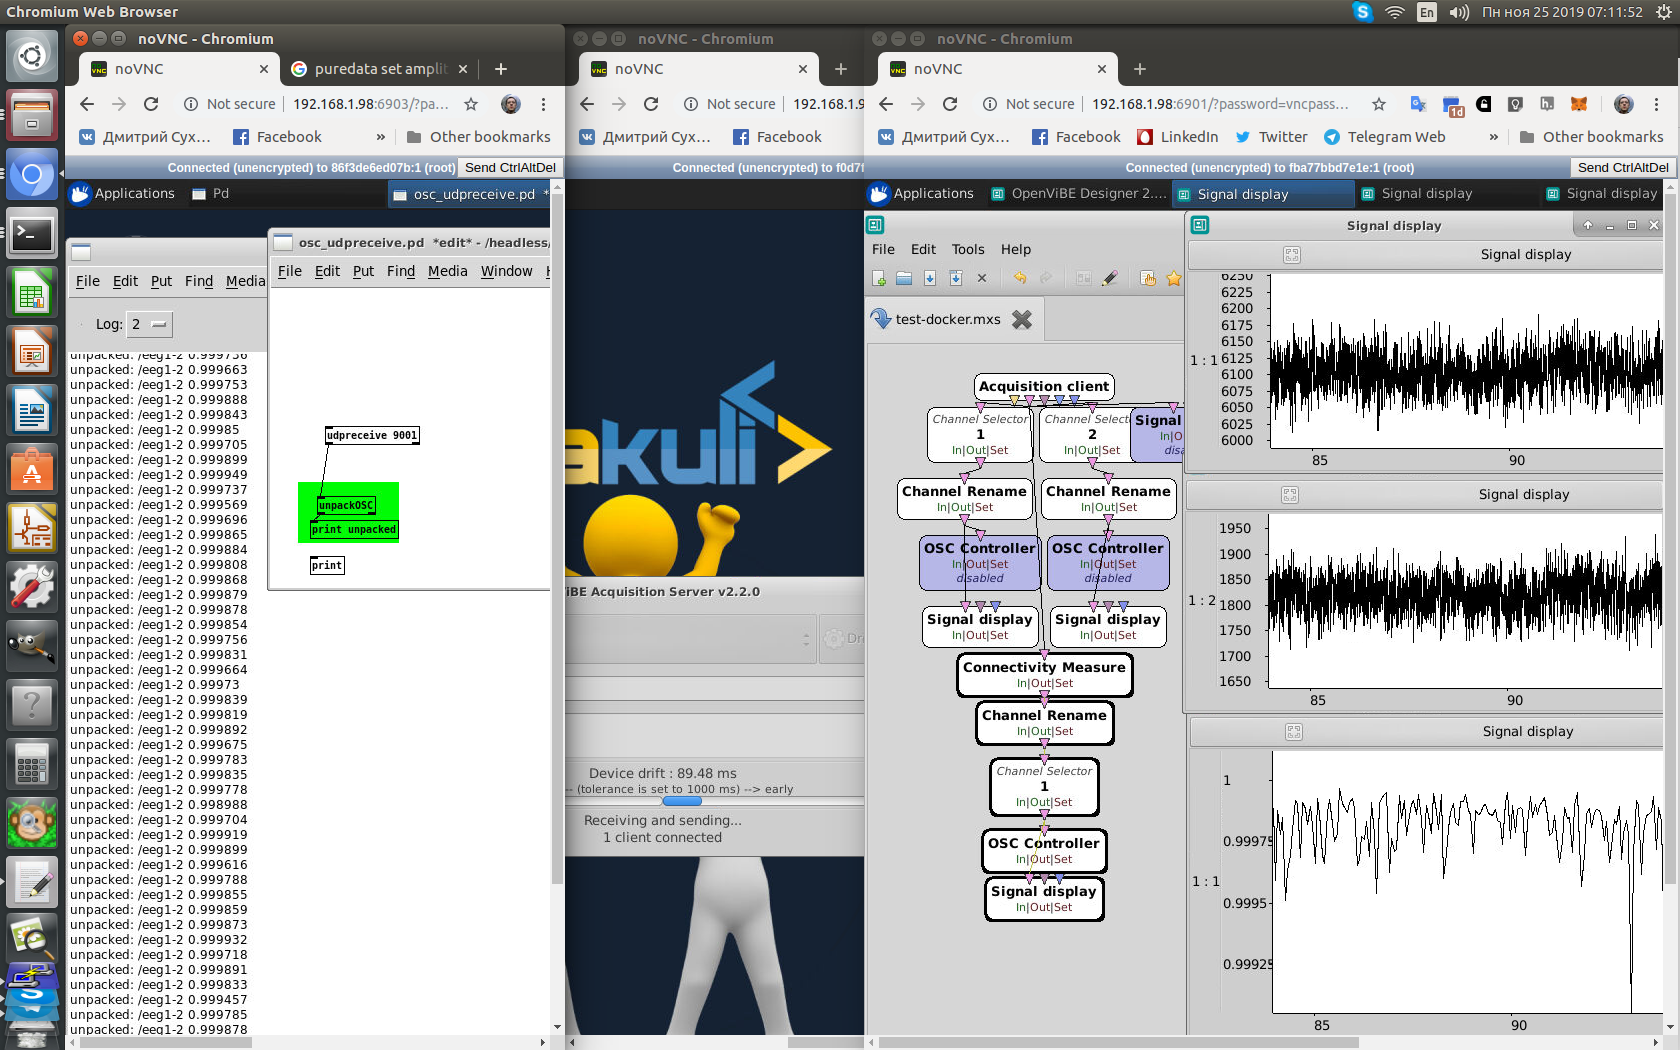 Chromium Web Browser
En
Пн ноя 25 2019 07:11:52
noVNC - Chromium
noVNC
puredata set amplit
Not secure
192.168.1.98:6903/?pa...
Дмитрий Сух...
Facebook
»
Other bookmarks
Connected (unencrypted) to 86f3de6ed07b:1 (root)
Send CtrlAltDel
Applications
Pd
osc_udpreceive.pd *
File Edit Put Find Media
Log: 2
unpacked: /eeg1-2 0.999736
unpacked: /eeg1-2 0.999663
unpacked: /eeg1-2 0.999753
unpacked: /eeg1-2 0.999888
unpacked: /eeg1-2 0.999843
unpacked: /eeg1-2 0.99985
unpacked: /eeg1-2 0.999705
unpacked: /eeg1-2 0.999899
unpacked: /eeg1-2 0.999949
unpacked: /eeg1-2 0.999737
unpacked: /eeg1-2 0.999569
unpacked: /eeg1-2 0.999696
unpacked: /eeg1-2 0.999865
unpacked: /eeg1-2 0.999884
unpacked: /eeg1-2 0.999808
unpacked: /eeg1-2 0.999868
unpacked: /eeg1-2 0.999879
unpacked: /eeg1-2 0.999878
unpacked: /eeg1-2 0.999854
unpacked: /eeg1-2 0.999756
unpacked: /eeg1-2 0.999831
unpacked: /eeg1-2 0.999664
unpacked: /eeg1-2 0.99973
unpacked: /eeg1-2 0.999839
unpacked: /eeg1-2 0.999819
unpacked: /eeg1-2 0.999892
unpacked: /eeg1-2 0.999675
unpacked: /eeg1-2 0.999783
unpacked: /eeg1-2 0.999835
unpacked: /eeg1-2 0.999778
unpacked: /eeg1-2 0.998988
unpacked: /eeg1-2 0.999704
unpacked: /eeg1-2 0.999919
unpacked: /eeg1-2 0.999899
unpacked: /eeg1-2 0.999616
unpacked: /eeg1-2 0.999788
unpacked: /eeg1-2 0.999855
unpacked: /eeg1-2 0.999859
unpacked: /eeg1-2 0.999873
unpacked: /eeg1-2 0.999932
unpacked: /eeg1-2 0.999718
unpacked: /eeg1-2 0.999891
unpacked: /eeg1-2 0.999833
unpacked: /eeg1-2 0.999457
unpacked: /eeg1-2 0.999785
unpacked: /eeg1-2 0.999878
osc_udpreceive.pd *edit* - /headless/
File Edit Put Find Media Window
udpreceive 9001
unpackOSC
print unpacked
print
noVNC - Chromium
noVNC
Not secure
192.168.1.9
Дмитрий Сух...
Facebook
Connected (unencrypted) to f0d7f
akuli
iBE Acquisition Server v2.2.0
Dri
Device drift : 89.48 ms
-- (tolerance is set to 1000 ms) --> early
Receiving and sending...
1 client connected
noVNC - Chromium
noVNC
Not secure
192.168.1.98:6901/?password=vncpass...
1d
Дмитрий Сух...
Facebook
LinkedIn
Twitter
Telegram Web
»
Other bookmarks
Connected (unencrypted) to fba77bbd7e1e:1 (root)
Send CtrlAltDel
Applications
OpenViBE Designer 2....
Signal display
Signal display
Signal display
File Edit Tools Help
test-docker.mxs
Acquisition client
Channel Selector
1
In|Out|Set
Channel Selec
2
In|Out|Set
Signal
In|O
disa
Channel Rename
In|Out|Set
Channel Rename
In|Out|Set
OSC Controller
In|Out|Set
disabled
OSC Controller
In|Out|Set
disabled
Signal display
In|Out|Set
Signal display
In|Out|Set
Connectivity Measure
In|Out|Set
Channel Rename
In|Out|Set
Channel Selector
1
In|Out|Set
OSC Controller
In|Out|Set
Signal display
In|Out|Set
Signal display
Signal display
6250
6225
6200
6175
6150
1 : 1
6125
6100
6075
6050
6025
6000
85 90
Signal display
1950
1900
1850
1 : 2
1800
1750
1700
1650
85 90
Signal display
1
0.99975
1 : 1
0.9995
0.99925
85 90